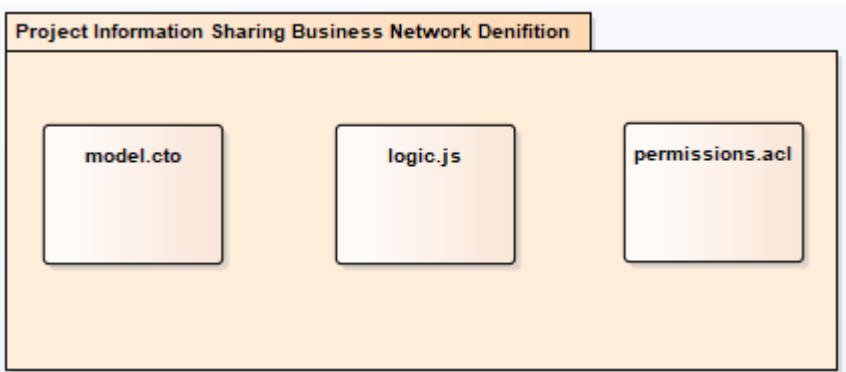 Project Information Sharing Business Network Denifition
model.cto
logic.js
permissions.acl